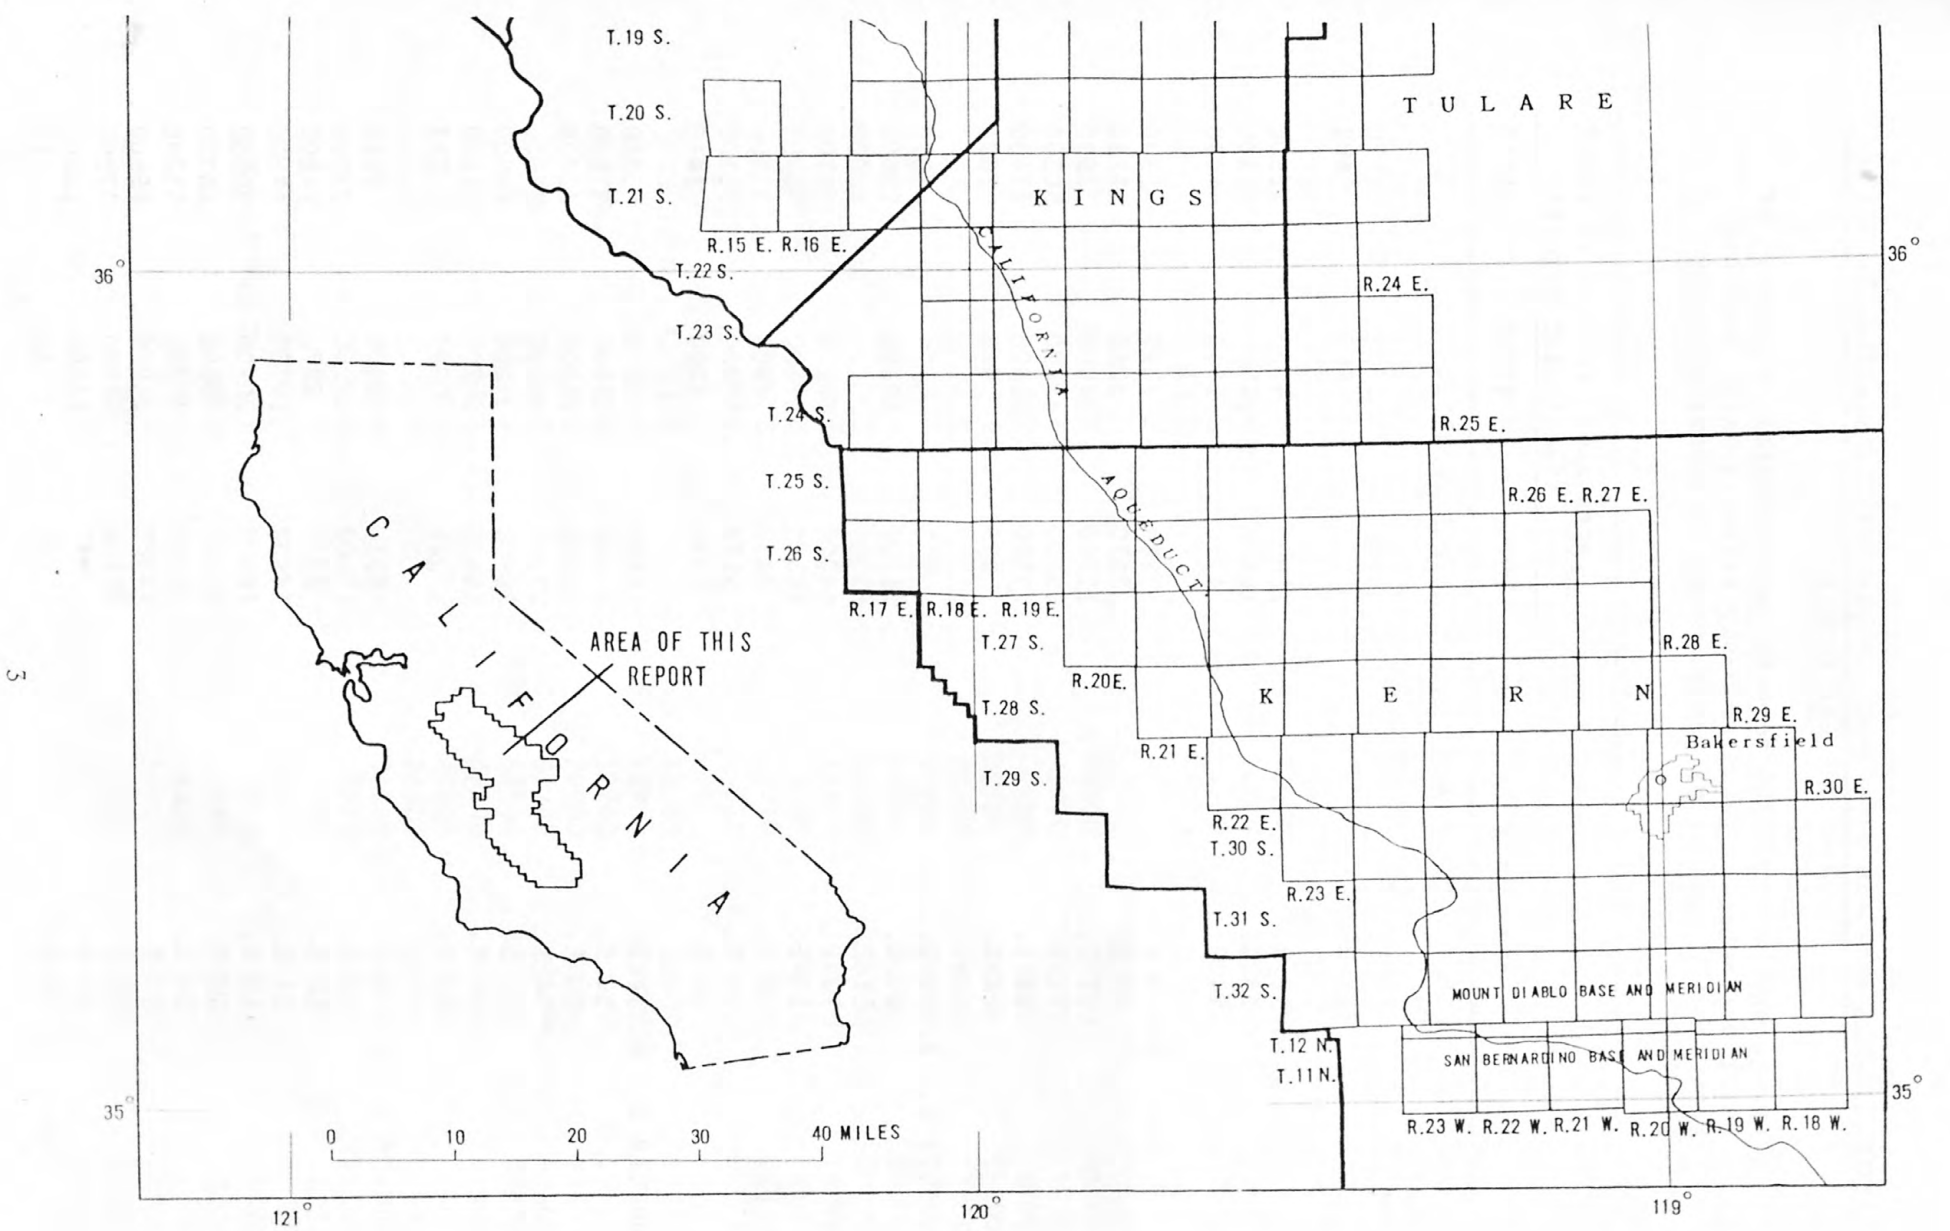 T.19 S.
TULARE
T.20 S.
T.21 S.
KINGS
R.15 E. R.16 E.
36°
T.22 S.
36°
R.24 E.
T.23 S.
CALIFORNIA
AQUEDUCT
T.24 S.
R.25 E.
T.25 S.
R.26 E. R.27 E.
T.26 S.
R.17 E. R.18 E. R.19 E.
T.27 S.
R.28 E.
R.20 E.
KERN
T.28 S.
R.29 E.
R.21 E.
Bakersfield
T.29 S.
R.30 E.
R.22 E.
T.30 S.
R.23 E.
T.31 S.
T.32 S.
MOUNT DIABLO BASE AND MERIDIAN
T.12 N.
SAN BERNARDINO BASE AND MERIDIAN
T.11 N.
35°
35°
R.23 W. R.22 W. R.21 W. R.20 W. R.19 W. R.18 W.
CALIFORNIA
AREA OF THIS
REPORT
0 10 20 30 40 MILES
121°
120°
119°
3